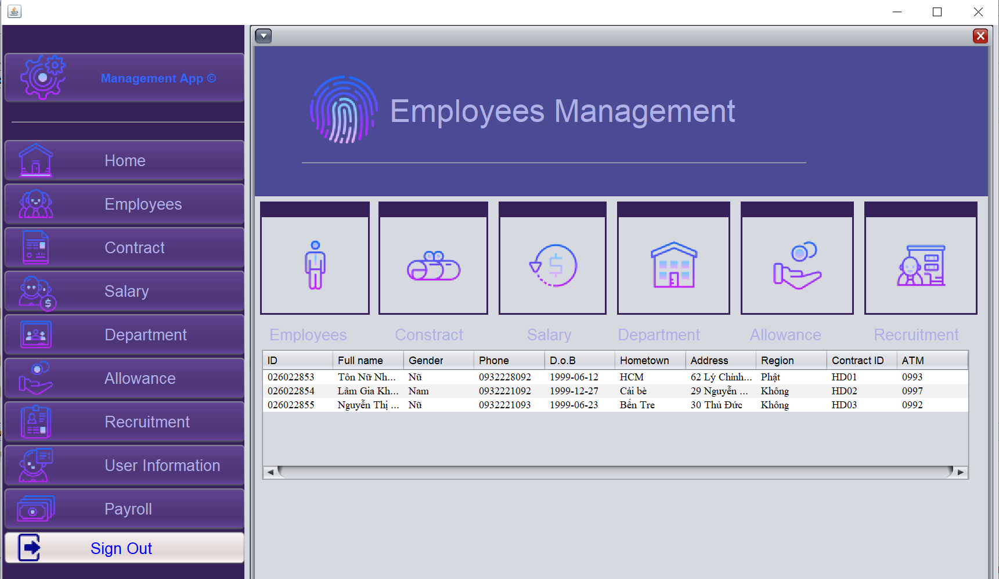 Management App ©
Home
Employees
Contract
Salary
Department
Allowance
Recruitment
User Information
Payroll
Sign Out
Employees Management
Employees Constract Salary Department Allowance Recruitment
ID Full name Gender Phone D.o.B Hometown Address Region Contract ID ATM
026022853 Tôn Nữ Nh... Nữ 0932228092 1999-06-12 HCM 62 Lý Chính... Phật HD01 0993
026022854 Lâm Gia Kh... Nam 0932221092 1999-12-27 Cái bè 29 Nguyễn ... Không HD02 0997
026022855 Nguyễn Thị ... Nữ 0932221093 1999-06-23 Bến Tre 30 Thủ Đức Không HD03 0992